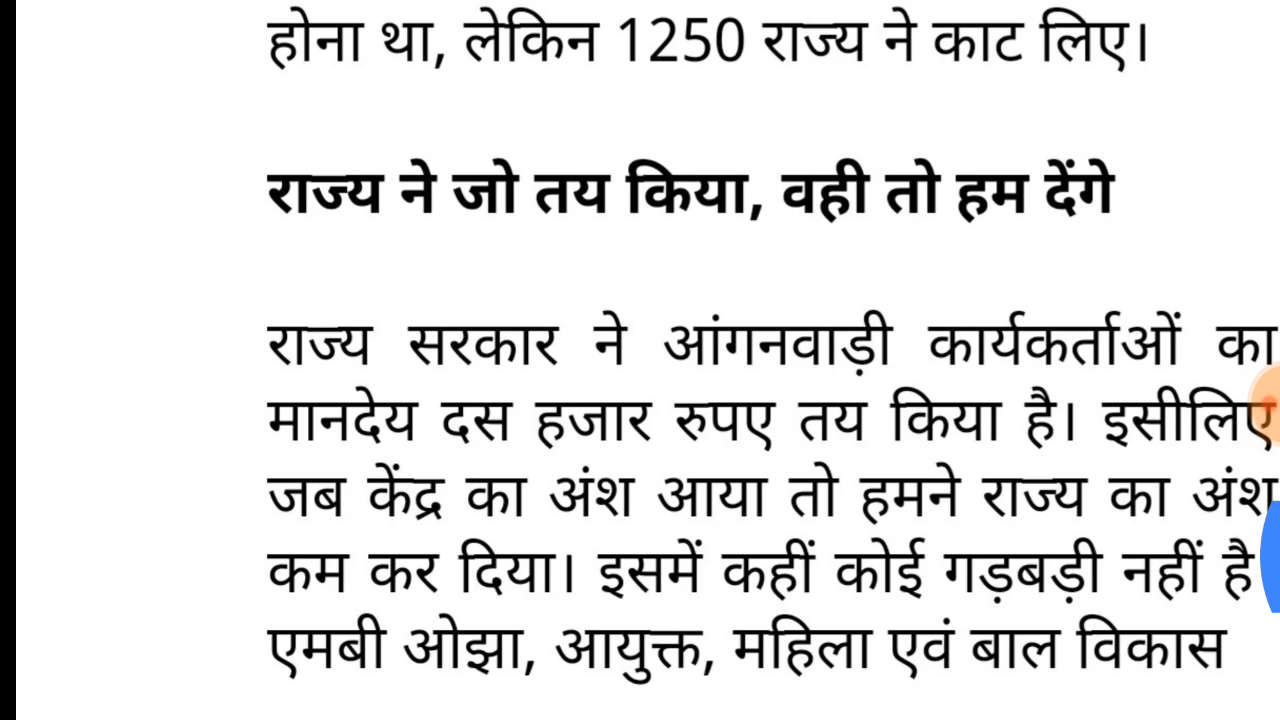 होना था, लेकिन 1250 राज्य ने काट लिए।
राज्य ने जो तय किया, वही तो हम देंगे
राज्य सरकार ने आंगनवाड़ी कार्यकर्ताओं का
मानदेय दस हजार रुपए तय किया है। इसीलिए
जब केंद्र का अंश आया तो हमने राज्य का अंश
कम कर दिया। इसमें कहीं कोई गड़बड़ी नहीं है
एमबी ओझा, आयुक्त, महिला एवं बाल विकास